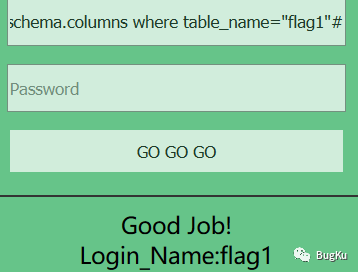 schema.columns where table_name="flag1"#
Password
GO GO GO
Good Job!
Login_Name:flag1
BugKu